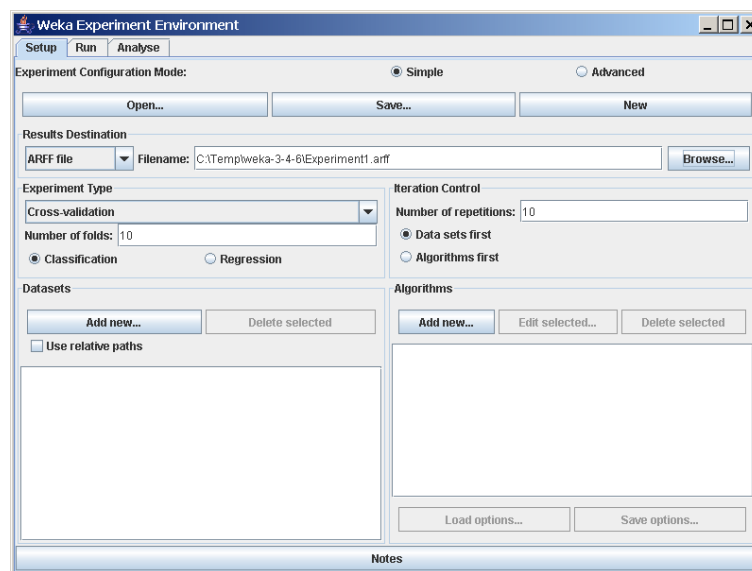 Weka Experiment Environment
Setup Run Analyse
Experiment Configuration Mode: Simple Advanced
Open... Save... New
Results Destination
ARFF file Filename: C:\Temp\weka-3-4-6\Experiment1.arff Browse...
Experiment Type Iteration Control
Cross-validation Number of repetitions: 10
Number of folds: 10 Data sets first
Classification Regression Algorithms first
Datasets Algorithms
Add new... Delete selected Add new... Edit selected... Delete selected
Use relative paths
Load options... Save options...
Notes